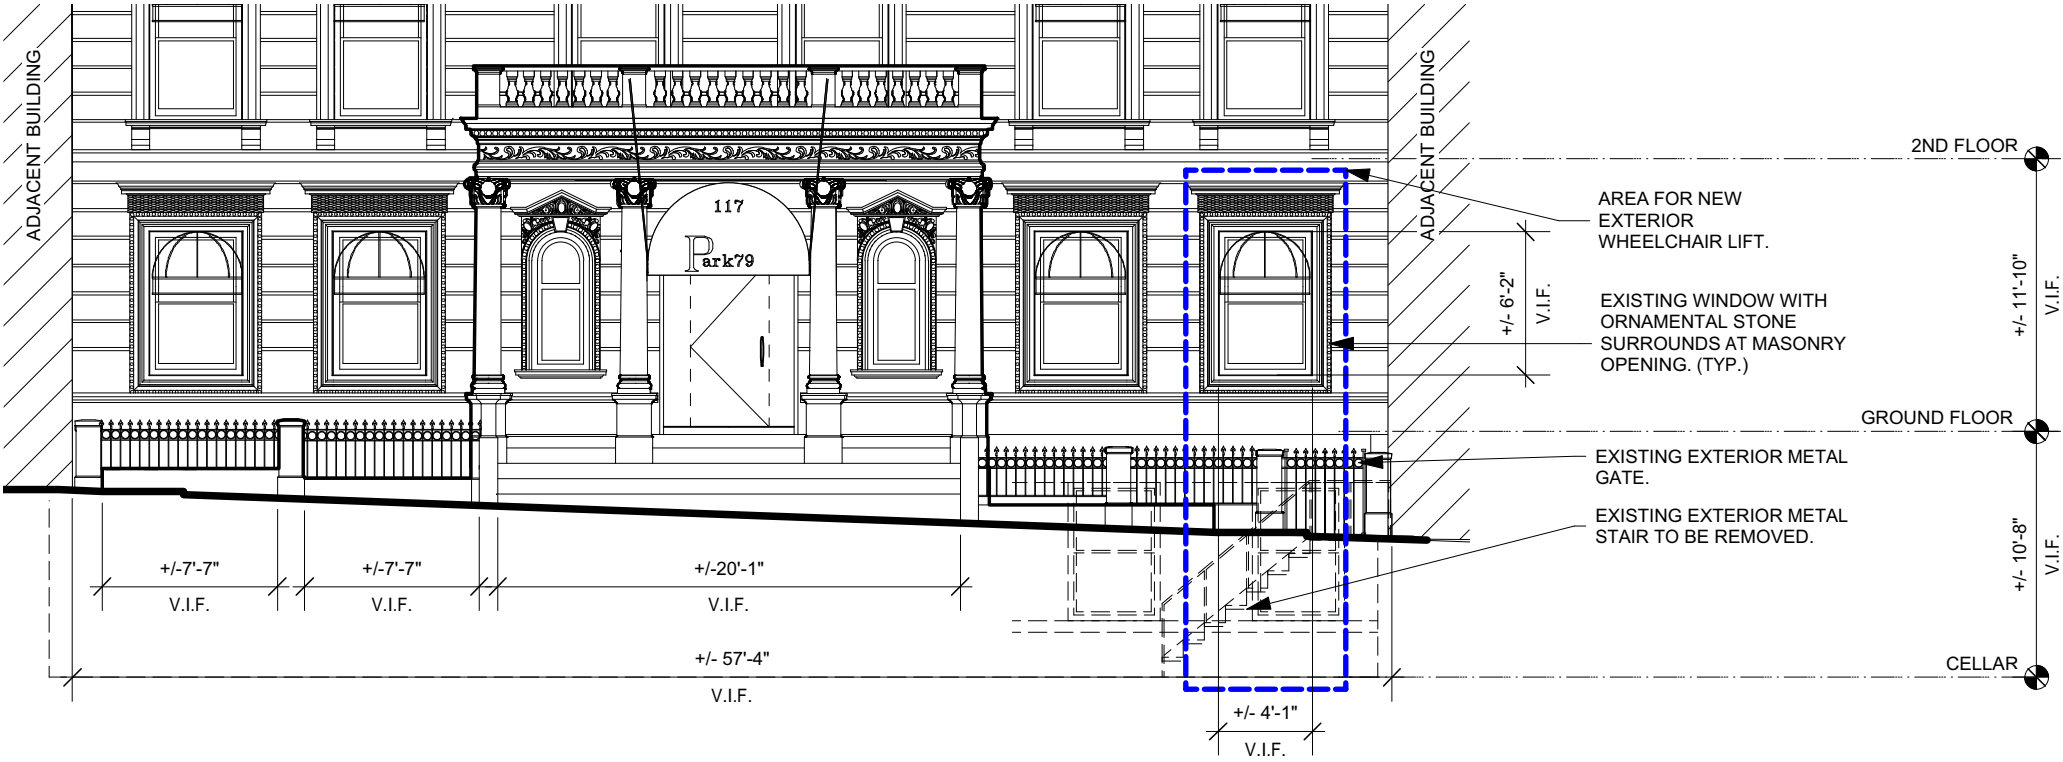 ADJACENT BUILDING
ADJACENT BUILDING
117
Park79
2ND FLOOR
AREA FOR NEW
EXTERIOR
WHEELCHAIR LIFT.
+/- 6'-2"
V.I.F.
+/- 11'-10"
V.I.F.
EXISTING WINDOW WITH
ORNAMENTAL STONE
SURROUNDS AT MASONRY
OPENING. (TYP.)
GROUND FLOOR
EXISTING EXTERIOR METAL
GATE.
EXISTING EXTERIOR METAL
STAIR TO BE REMOVED.
+/- 10'-8"
V.I.F.
+/-7'-7"
V.I.F.
+/-7'-7"
V.I.F.
+/-20'-1"
V.I.F.
+/- 57'-4"
V.I.F.
CELLAR
+/- 4'-1"
V.I.F.